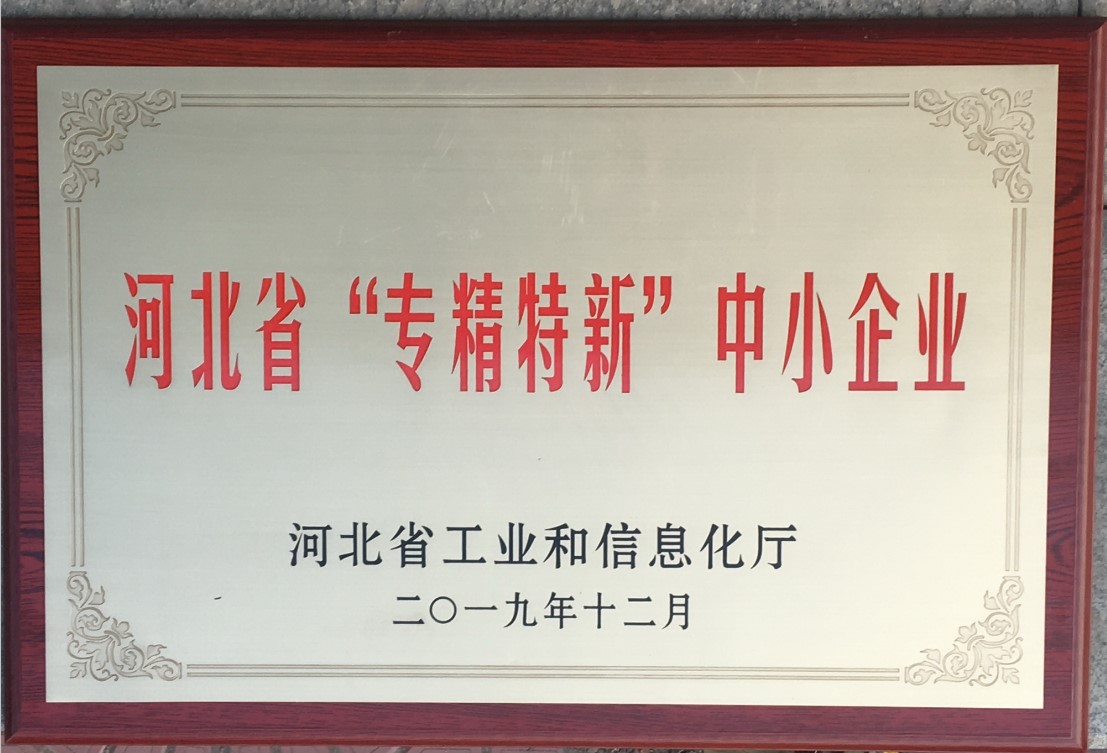 河北省“专精特新”中小企业
河北省工业和信息化厅
二〇一九年十二月